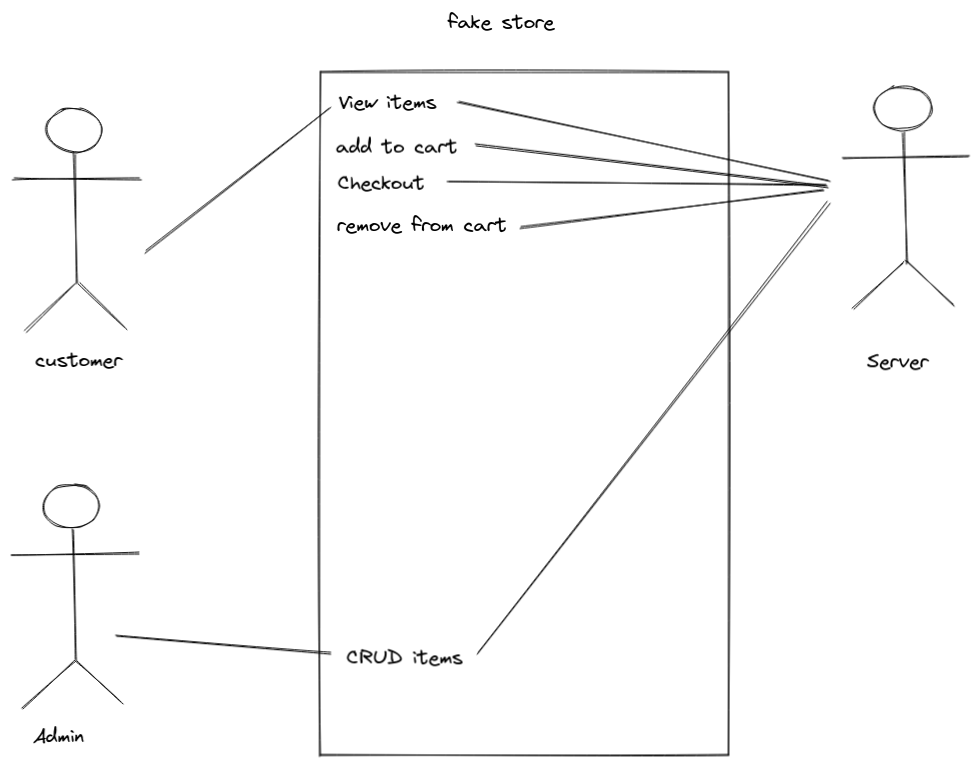 fake store
View items
add to cart
Checkout
remove from cart
customer
Server
CRUD items
Admin